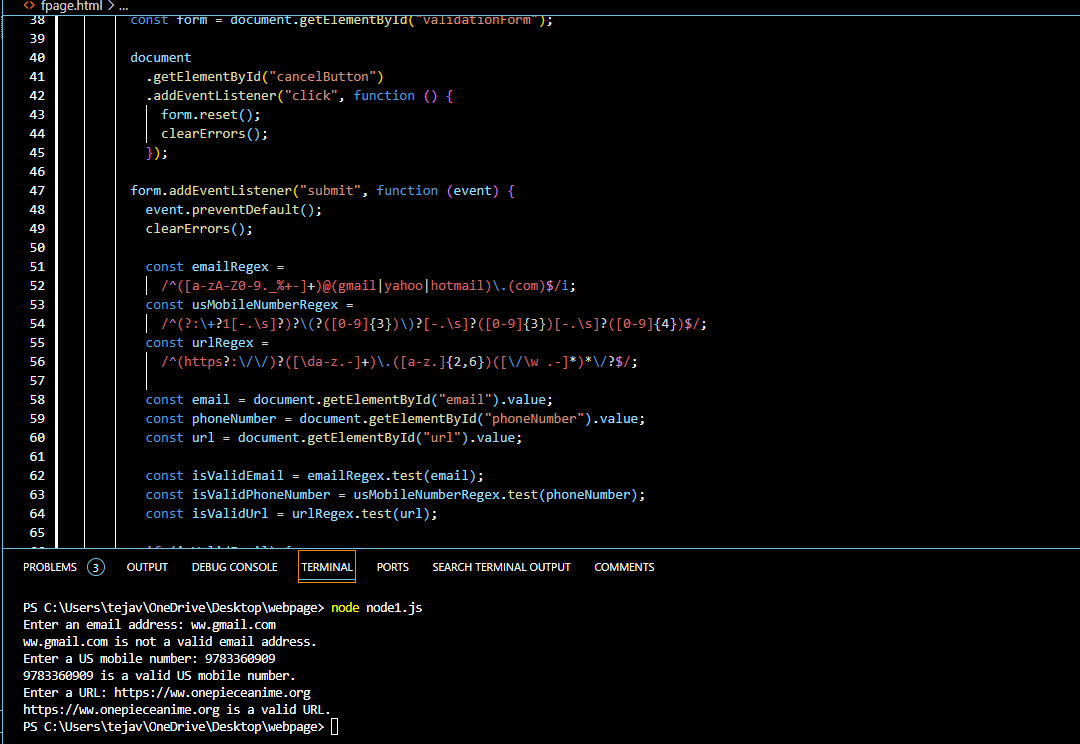 <> fpage.html > ...
38 const form = document.getElementById("validationForm");
39
40 document
41 .getElementById("cancelButton")
42 .addEventListener("click", function () {
43 form.reset();
44 clearErrors();
45 });
46
47 form.addEventListener("submit", function (event) {
48 event.preventDefault();
49 clearErrors();
50
51 const emailRegex =
52 /^([a-zA-Z0-9._%+-]+)@(gmail|yahoo|hotmail)\.(com)$/i;
53 const usMobileNumberRegex =
54 /^(?:\+?1[-.\s]?)?\(?([0-9]{3})\)?[-.\s]?([0-9]{3})[-.\s]?([0-9]{4})$/;
55 const urlRegex =
56 /^(https?:\/\/)?([\da-z.-]+)\.([a-z.]{2,6})([\/\w .-]*)*\/?$/;
57
58 const email = document.getElementById("email").value;
59 const phoneNumber = document.getElementById("phoneNumber").value;
60 const url = document.getElementById("url").value;
61
62 const isValidEmail = emailRegex.test(email);
63 const isValidPhoneNumber = usMobileNumberRegex.test(phoneNumber);
64 const isValidUrl = urlRegex.test(url);
65
PROBLEMS 3 OUTPUT DEBUG CONSOLE TERMINAL PORTS SEARCH TERMINAL OUTPUT COMMENTS
PS C:\Users\tejav\OneDrive\Desktop\webpage> node node1.js
Enter an email address: ww.gmail.com
ww.gmail.com is not a valid email address.
Enter a US mobile number: 9783360909
9783360909 is a valid US mobile number.
Enter a URL: https://ww.onepieceanime.org
https://ww.onepieceanime.org is a valid URL.
PS C:\Users\tejav\OneDrive\Desktop\webpage>